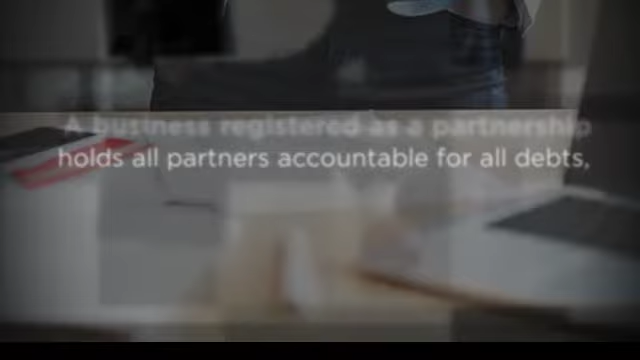 A business registered as a partnership
holds all partners accountable for all debts,